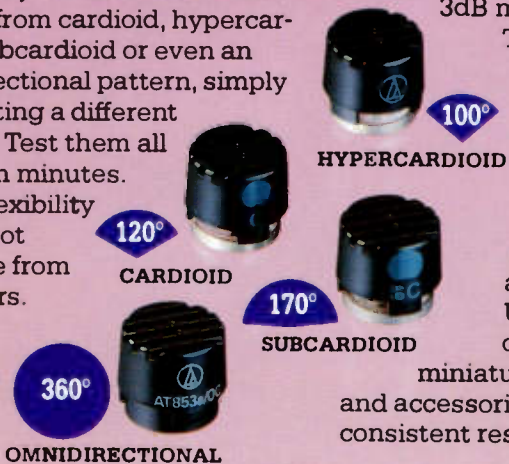 from cardioid, hypercar-
bcardioid or even an
ectional pattern, simply
ting a different
Test them all
n minutes.
exibility
ot
e from
rs.
100°
HYPERCARDIOID
120°
CARDIOID
170°
SUBCARDIOID
C
360°
AT853a/OC
OMNIDIRECTIONAL
3dB m
T
a
miniatu
and accessori
consistent res